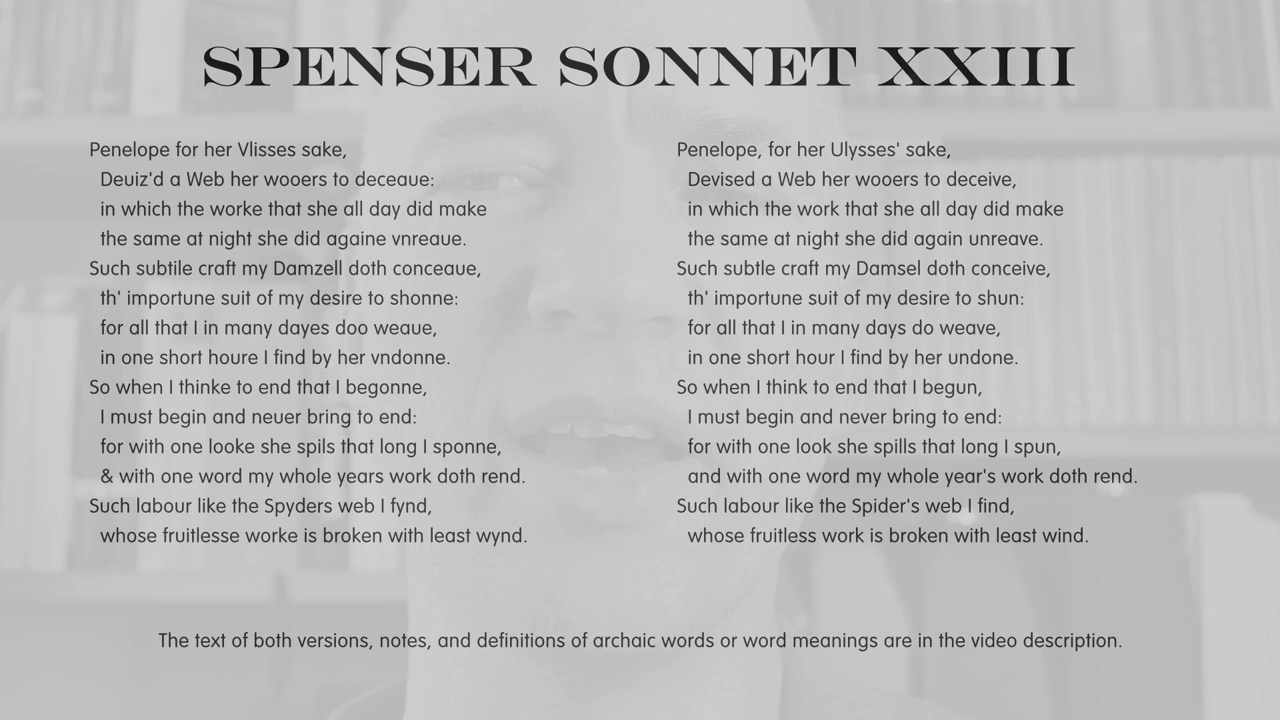 SPENSER SONNET XXIII
Penelope for her Vlisses sake,
Deuiz'd a Web her wooers to deceaue:
in which the worke that she all day did make
the same at night she did againe vnreaue.
Such subtile craft my Damzell doth conceaue,
th' importune suit of my desire to shonne:
for all that I in many dayes doo weaue,
in one short houre I find by her vndonne.
So when I thinke to end that I begonne,
I must begin and neuer bring to end:
for with one looke she spils that long I sponne,
& with one word my whole years work doth rend.
Such labour like the Spyders web I fynd,
whose fruitlesse worke is broken with least wynd.
Penelope, for her Ulysses' sake,
Devised a Web her wooers to deceive,
in which the work that she all day did make
the same at night she did again unreave.
Such subtle craft my Damsel doth conceive,
th' importune suit of my desire to shun:
for all that I in many days do weave,
in one short hour I find by her undone.
So when I think to end that I begun,
I must begin and never bring to end:
for with one look she spills that long I spun,
and with one word my whole year's work doth rend.
Such labour like the Spider's web I find,
whose fruitless work is broken with least wind.
The text of both versions, notes, and definitions of archaic words or word meanings are in the video description.